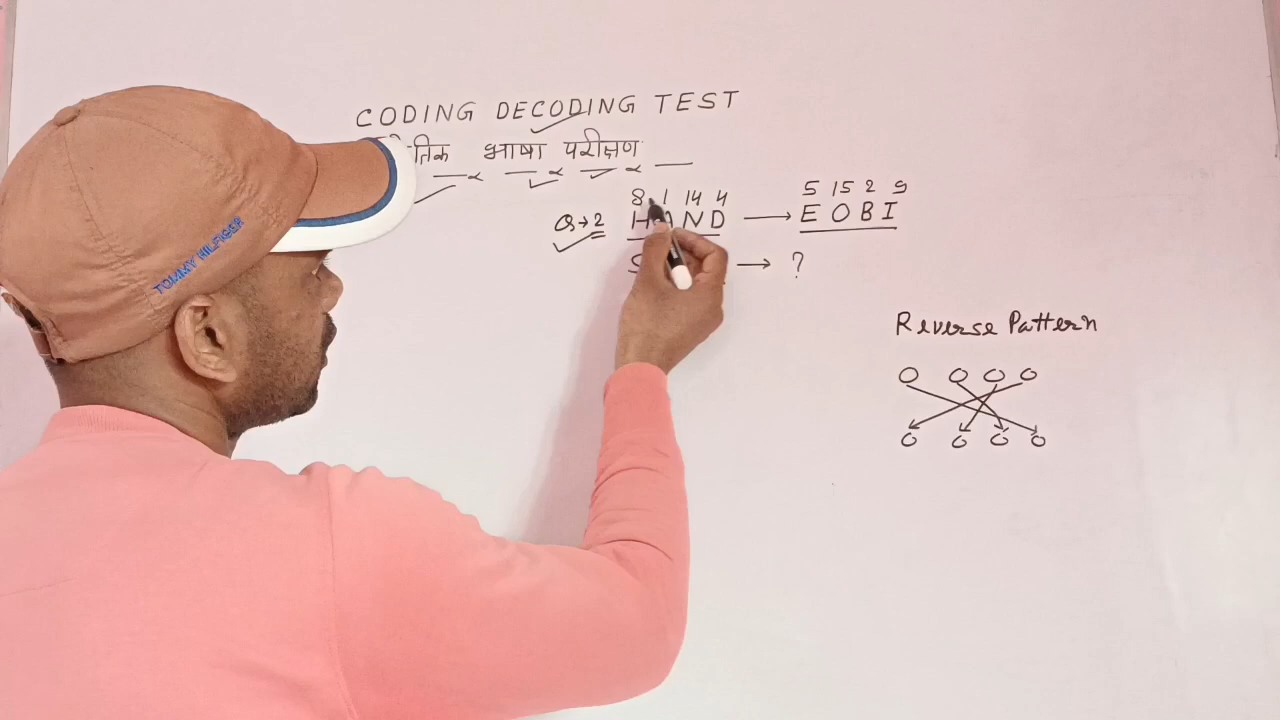 CODING DECODING TEST
भाषा परीक्षण
8 1 14 4 5 15 2 9
Q→2 HAND → EOBI
S → ?
Reverse Pattern
TOMMY HILFIGER